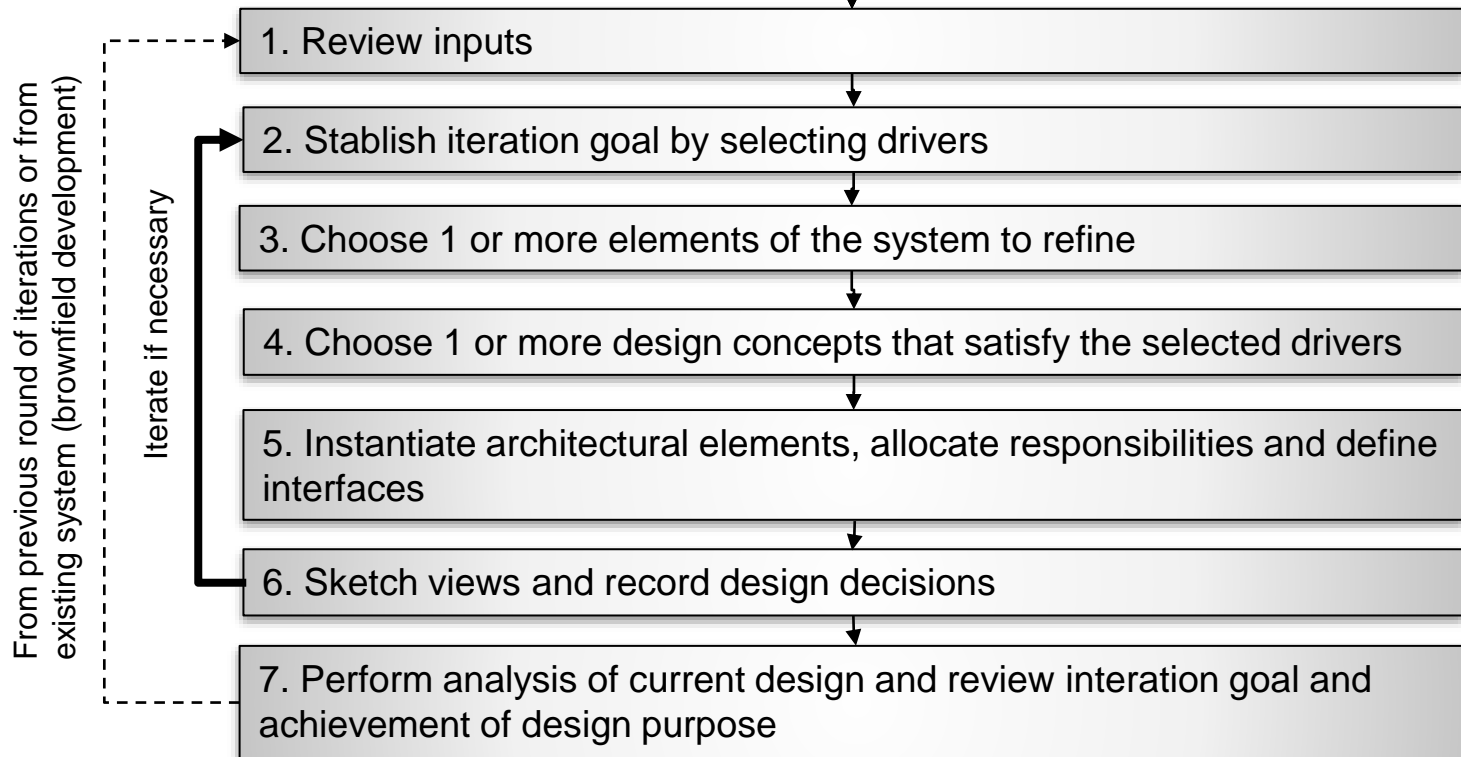 1. Review inputs
2. Stablish iteration goal by selecting drivers
3. Choose 1 or more elements of the system to refine
4. Choose 1 or more design concepts that satisfy the selected drivers
5. Instantiate architectural elements, allocate responsibilities and define
interfaces
6. Sketch views and record design decisions
7. Perform analysis of current design and review interation goal and
achievement of design purpose
From previous round of iterations or from
existing system (brownfield development)
Iterate if necessary